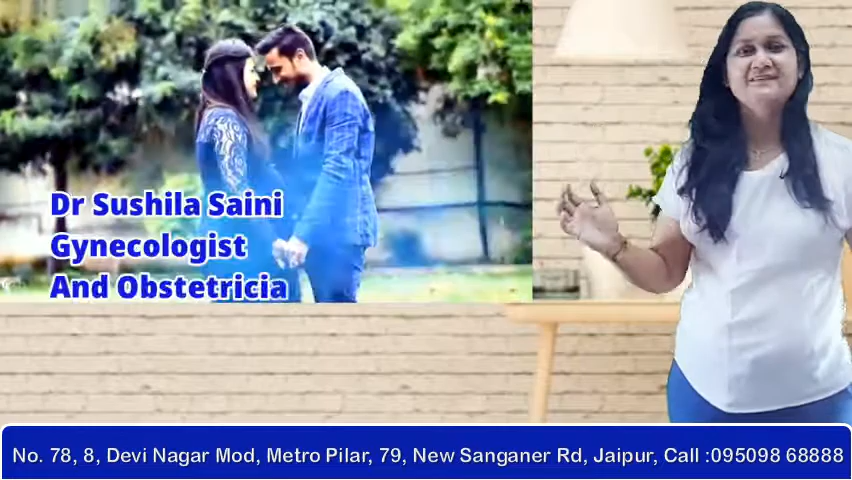 Dr Sushila Saini
Gynecologist
And Obstetricia
No. 78, 8, Devi Nagar Mod, Metro Pilar, 79, New Sanganer Rd, Jaipur, Call :095098 68888